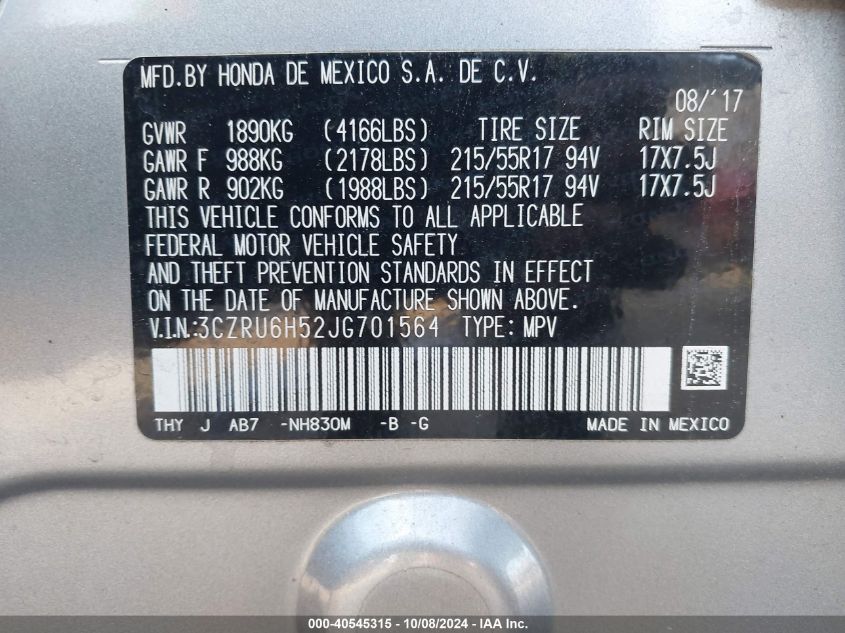 MFD.BY HONDA DE MEXICO S.A. DE C.V.
08/'17
GVWR 1890KG (4166LBS) TIRE SIZE RIM SIZE
GAWR F 988KG (2178LBS) 215/55R17 94V 17X7.5J
GAWR R 902KG (1988LBS) 215/55R17 94V 17X7.5J
THIS VEHICLE CONFORMS TO ALL APPLICABLE
FEDERAL MOTOR VEHICLE SAFETY
AND THEFT PREVENTION STANDARDS IN EFFECT
ON THE DATE OF MANUFACTURE SHOWN ABOVE.
V.I.N.:3CZRU6H52JG701564 TYPE: MPV
THY J AB7 -NH830M -B -G MADE IN MEXICO
000-40545315 - 10/08/2024 - IAA Inc.